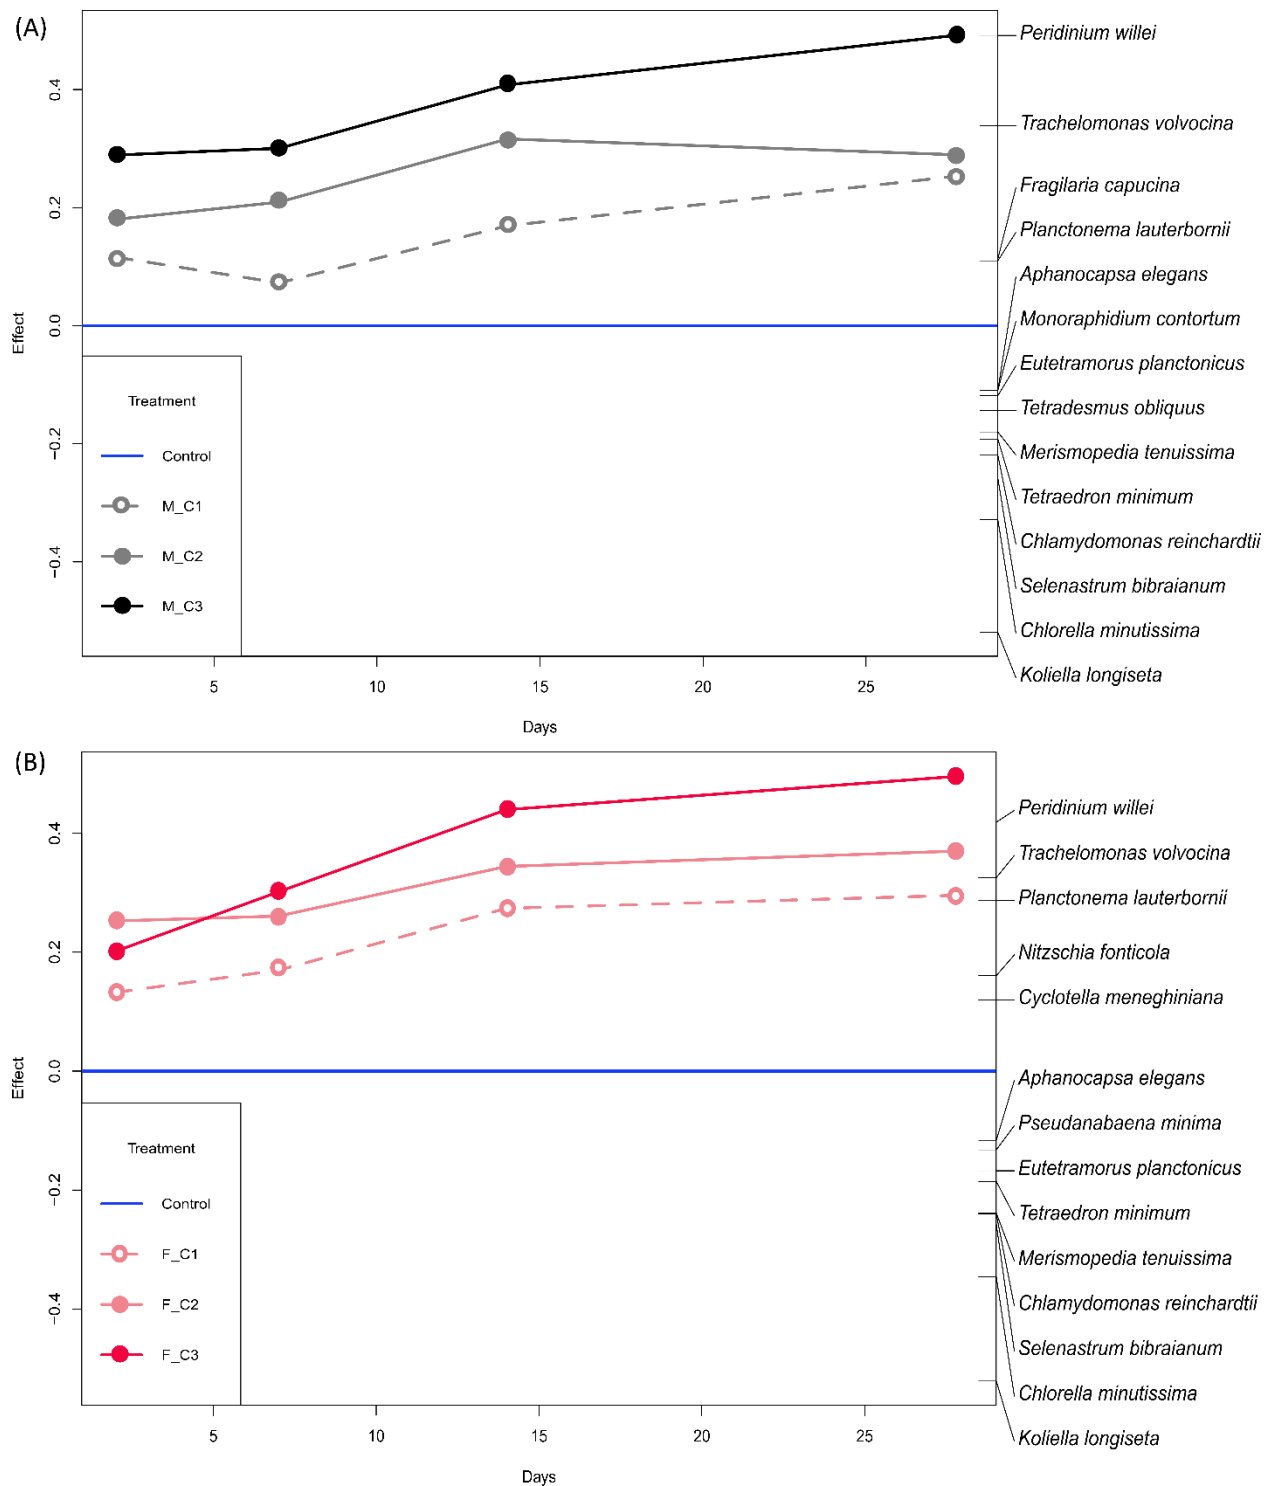 (A)
Peridinium willei
Trachelomonas volvocina
Fragilaria capucina
Planctonema lauterbornii
Aphanocapsa elegans
Monoraphidium contortum
Eutetramorus planctonicus
Tetradesmus obliquus
Merismopedia tenuissima
Tetraedron minimum
Chlamydomonas reinchardtii
Selenastrum bibraianum
Chlorella minutissima
Koliella longiseta
0.4
0.2
0.0
−0.2
−0.4
Effect
Treatment
Control
M_C1
M_C2
M_C3
5 10 15 20 25
Days
(B)
Peridinium willei
Trachelomonas volvocina
Planctonema lauterbornii
Nitzschia fonticola
Cyclotella meneghiniana
Aphanocapsa elegans
Pseudanabaena minima
Eutetramorus planctonicus
Tetraedron minimum
Merismopedia tenuissima
Chlamydomonas reinchardtii
Selenastrum bibraianum
Chlorella minutissima
Koliella longiseta
0.4
0.2
0.0
−0.2
−0.4
Effect
Treatment
Control
F_C1
F_C2
F_C3
5 10 15 20 25
Days